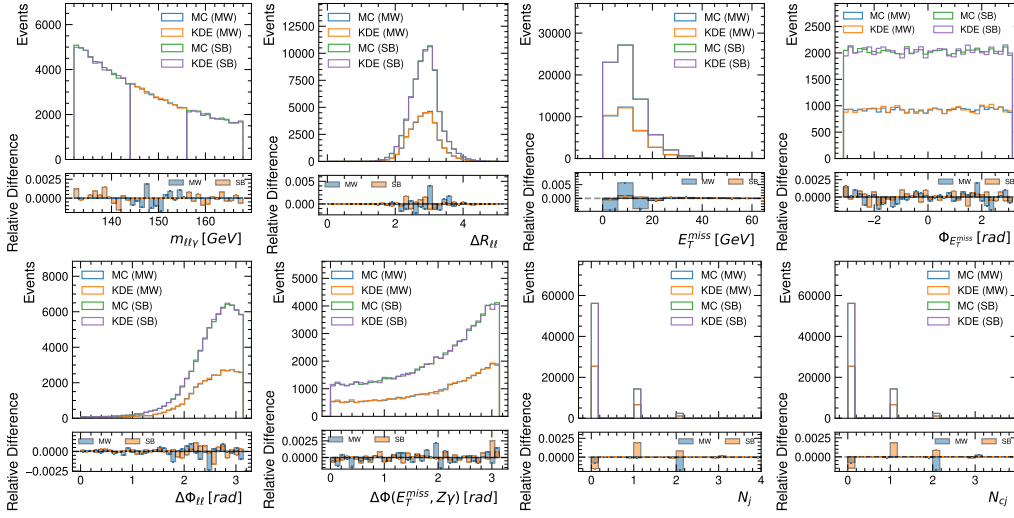 Events
6000
4000
2000
0
MC (MW)
KDE (MW)
MC (SB)
KDE (SB)
Relative Difference
0.0025
0.0000
MW
SB
140
150
160
m_{ℓℓγ} [GeV]
Events
12500
10000
7500
5000
2500
0
MC (MW)
KDE (MW)
MC (SB)
KDE (SB)
Relative Difference
0.005
0.000
MW
SB
0
2
4
ΔR_{ℓℓ}
Events
30000
20000
10000
0
MC (MW)
KDE (MW)
MC (SB)
KDE (SB)
Relative Difference
0.005
0.000
MW
SB
0
20
40
60
E_T^{miss} [GeV]
Events
2500
2000
1500
1000
500
0
MC (MW)
KDE (MW)
MC (SB)
KDE (SB)
Relative Difference
0.0025
0.0000
MW
SB
−2
0
2
Φ_{E_T^{miss}} [rad]
Events
8000
6000
4000
2000
0
MC (MW)
KDE (MW)
MC (SB)
KDE (SB)
Relative Difference
0.0025
0.0000
−0.0025
MW
SB
0
1
2
3
ΔΦ_{ℓℓ} [rad]
Events
5000
4000
3000
2000
1000
0
MC (MW)
KDE (MW)
MC (SB)
KDE (SB)
Relative Difference
0.0025
0.0000
MW
SB
0
1
2
3
ΔΦ(E_T^{miss}, Zγ) [rad]
Events
60000
40000
20000
0
MC (MW)
KDE (MW)
MC (SB)
KDE (SB)
Relative Difference
0.0025
0.0000
MW
SB
0
1
2
3
4
N_j
Events
60000
40000
20000
0
MC (MW)
KDE (MW)
MC (SB)
KDE (SB)
Relative Difference
0.0025
0.0000
MW
SB
0
1
2
3
N_{cj}